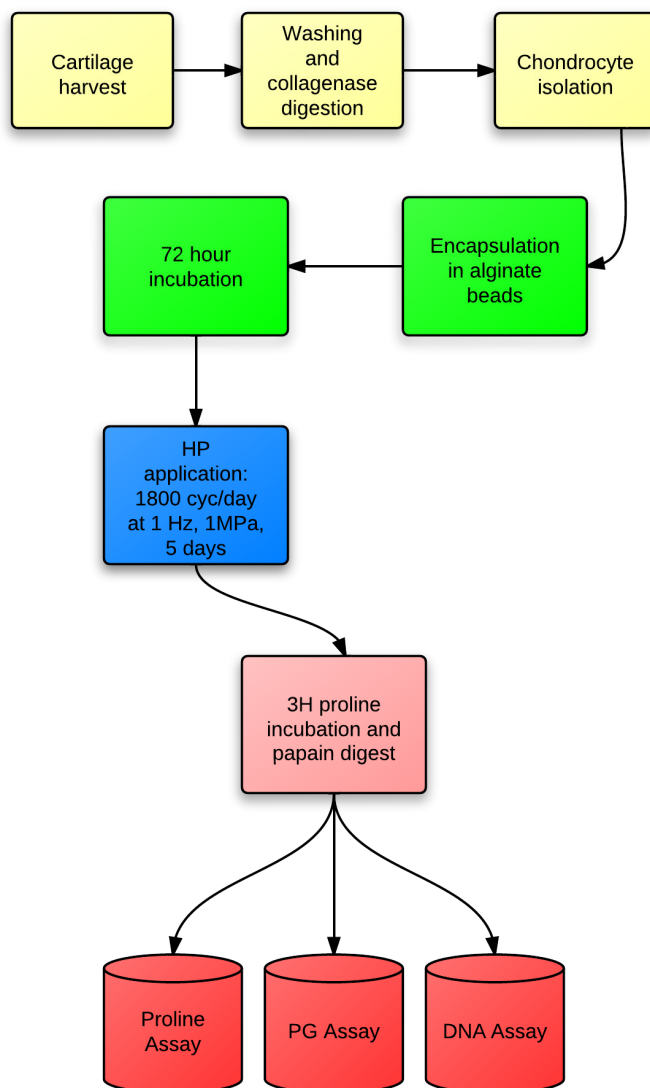 Cartilage
harvest
Washing
and
collagenase
digestion
Chondrocyte
isolation
Encapsulation
in alginate
beads
72 hour
incubation
HP
application:
1800 cyc/day
at 1 Hz, 1MPa,
5 days
3H proline
incubation and
papain digest
Proline
Assay
PG Assay
DNA Assay